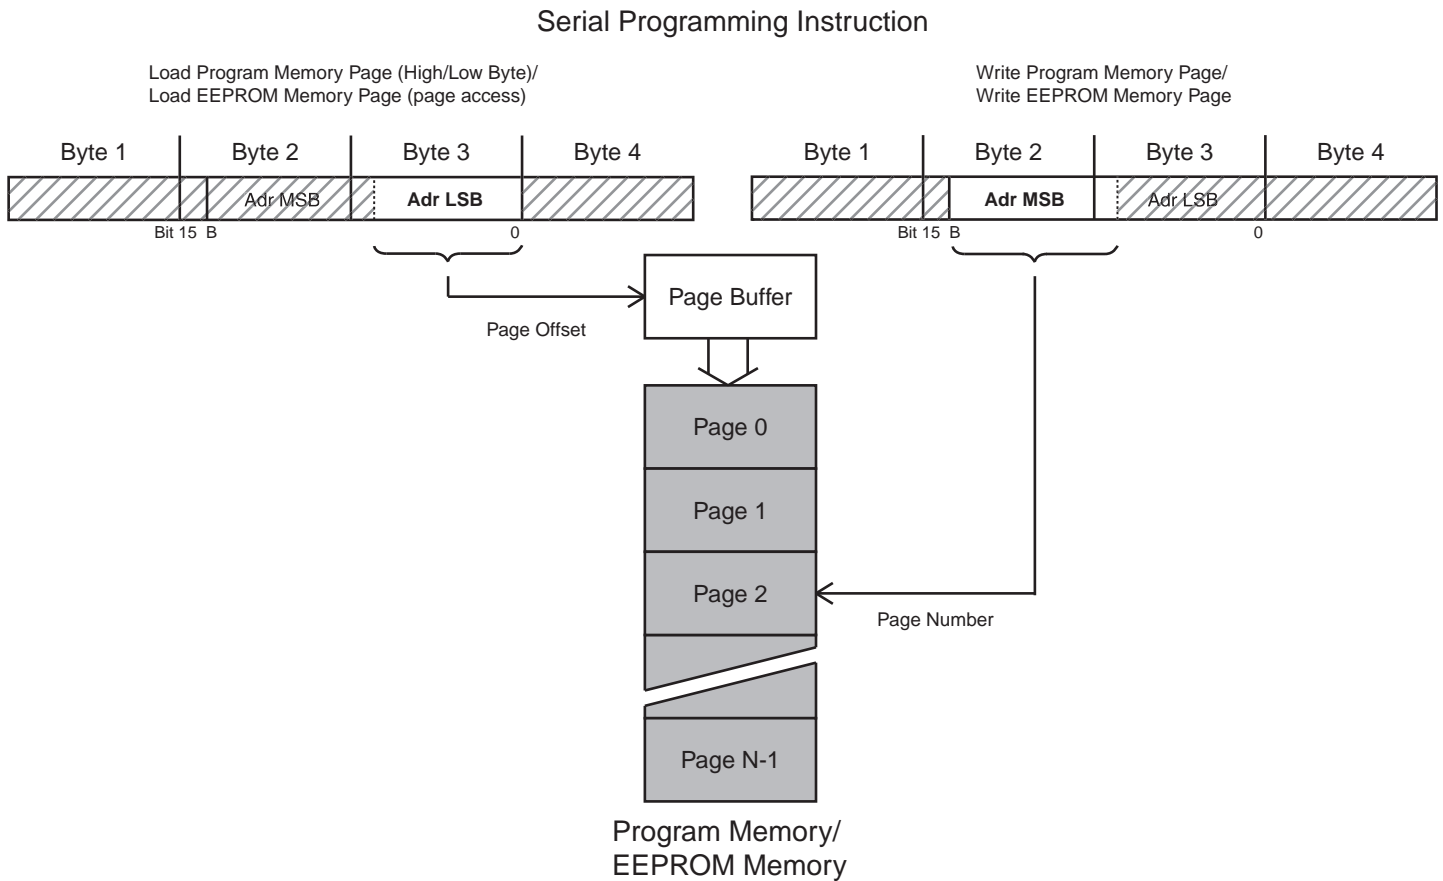 Serial Programming Instruction
Load Program Memory Page (High/Low Byte)/
Load EEPROM Memory Page (page access)
Write Program Memory Page/
Write EEPROM Memory Page
Byte 1 Byte 2 Byte 3 Byte 4
Adr MSB Adr LSB
Bit 15 B 0
Byte 1 Byte 2 Byte 3 Byte 4
Adr MSB Adr LSB
Bit 15 B 0
Page Buffer
Page Offset
Page 0
Page 1
Page 2
Page Number
Page N-1
Program Memory/
EEPROM Memory